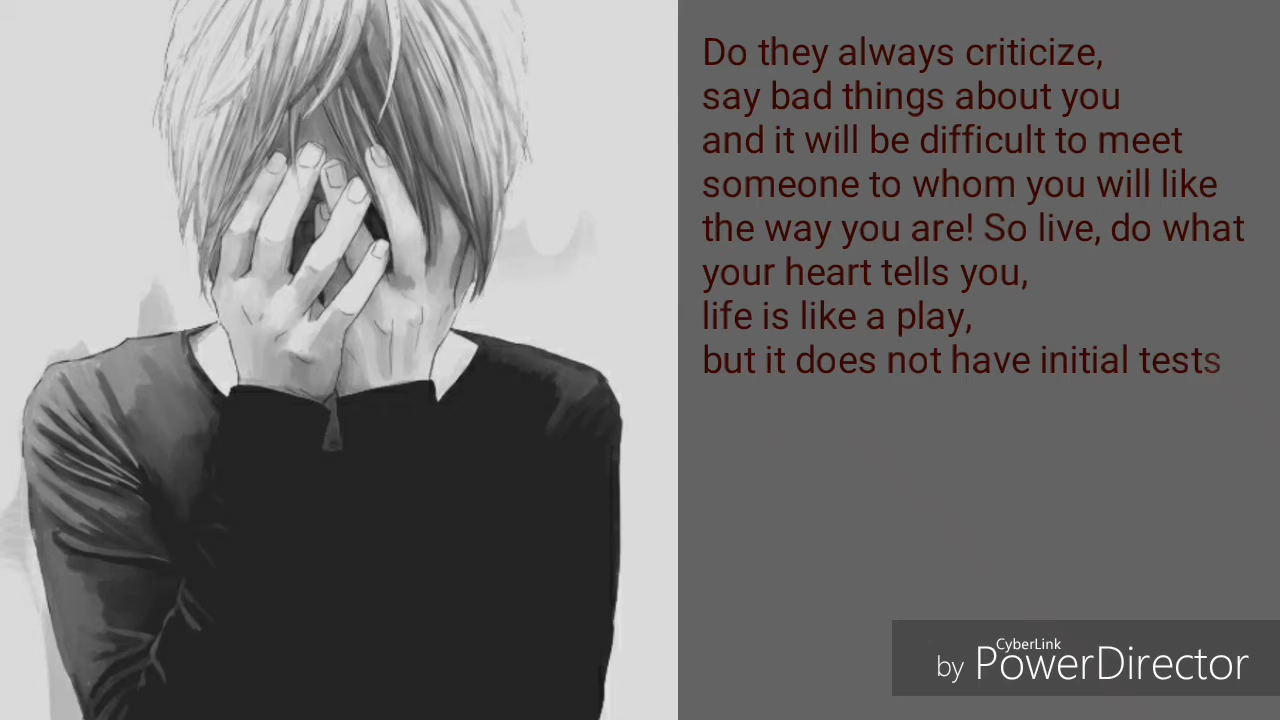 Do they always criticize,
say bad things about you
and it will be difficult to meet
someone to whom you will like
the way you are! So live, do what
your heart tells you,
life is like a play,
but it does not have initial tests
CyberLink
by PowerDirector